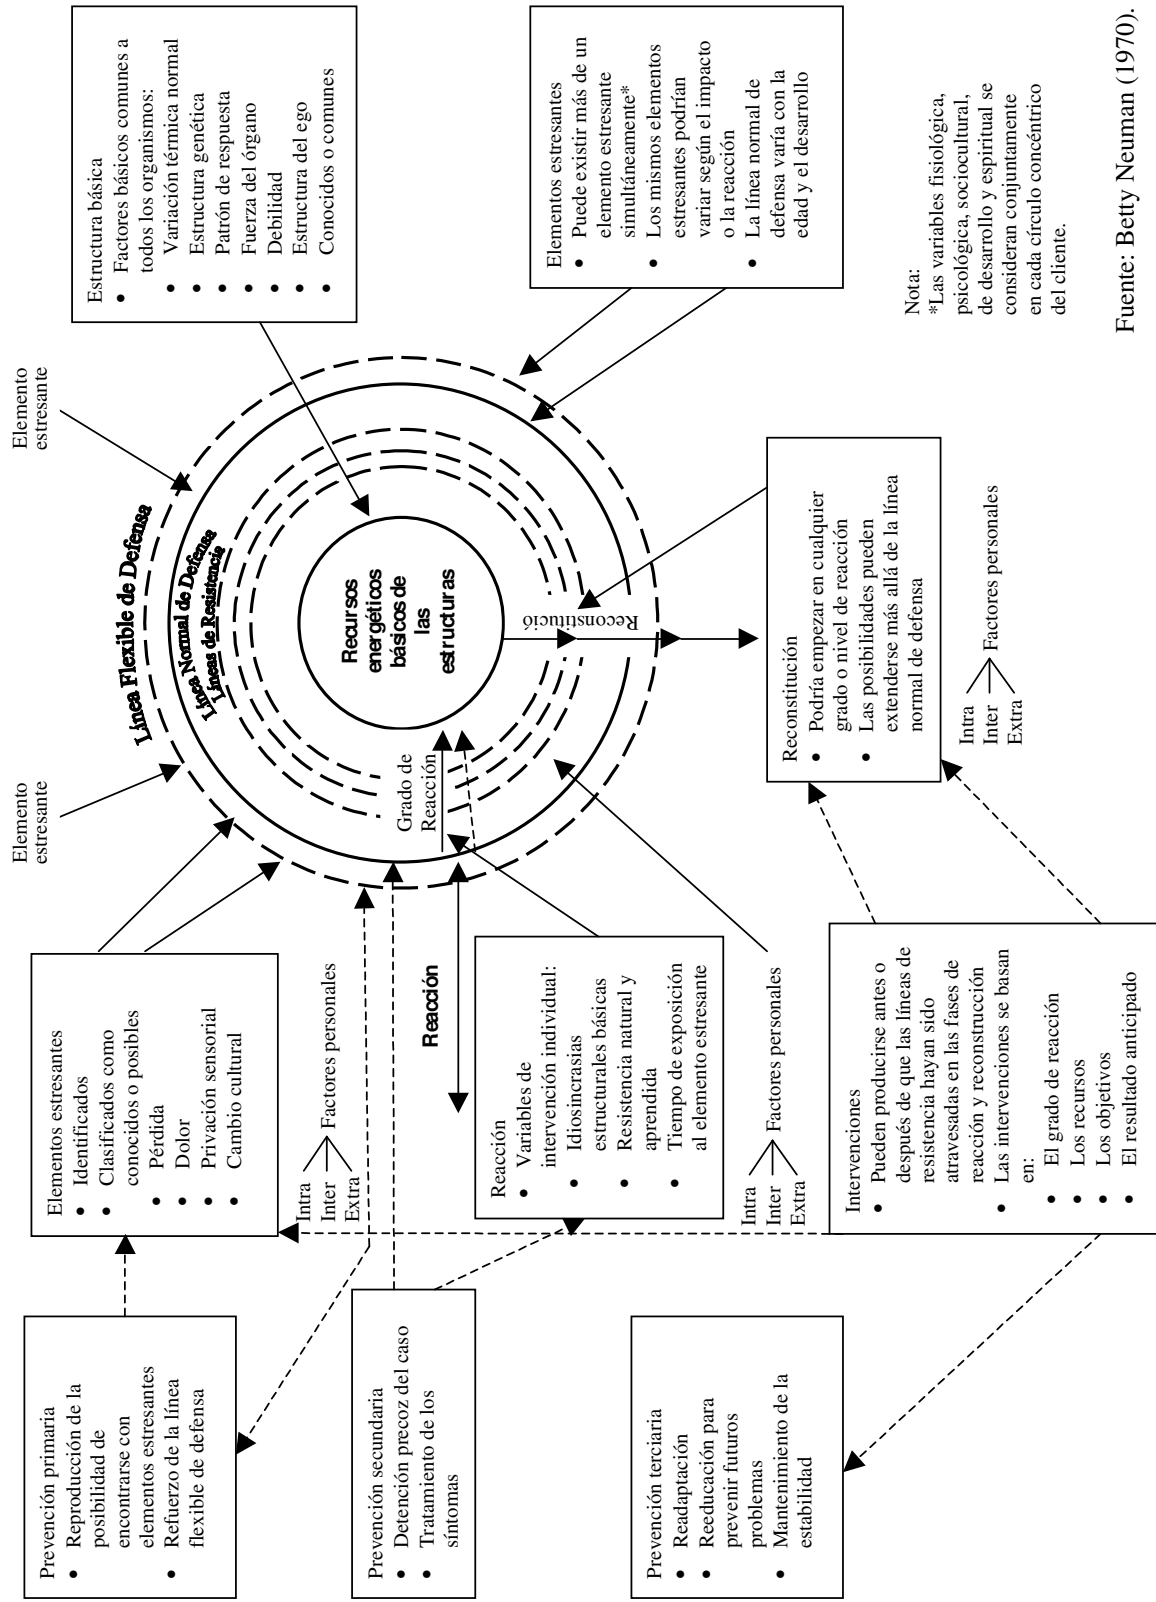 Prevención primaria
• Reproducción de la
posibilidad de
encontrarse con
elementos estresantes
• Refuerzo de la línea
flexible de defensa
Prevención secundaria
• Detención precoz del caso
• Tratamiento de los
síntomas
Prevención terciaria
• Readaptación
• Reeducación para
prevenir futuros
problemas
• Mantenimiento de la
estabilidad
Elementos estresantes
• Identificados
• Clasificados como
conocidos o posibles
• Pérdida
• Dolor
• Privación sensorial
• Cambio cultural
Intra
Inter
Extra
Factores personales
Reacción
Reacción
• Variables de
intervención individual:
• Idiosincrasias
estructurales básicas
• Resistencia natural y
aprendida
• Tiempo de exposición
al elemento estresante
Intra
Inter
Extra
Factores personales
Intervenciones
• Pueden producirse antes o
después de que las líneas de
resistencia hayan sido
atravesadas en las fases de
reacción y reconstrucción
• Las intervenciones se basan
en:
• El grado de reacción
• Los recursos
• Los objetivos
• El resultado anticipado
Elemento
estresante
Elemento
estresante
Línea Flexible de Defensa
Línea Normal de Defensa
Líneas de Resistencia
Recursos
energéticos
básicos de
las
estructuras
Grado de
Reacción
Reconstitució
Reconstitución
• Podría empezar en cualquier
grado o nivel de reacción
• Las posibilidades pueden
extenderse más allá de la línea
normal de defensa
Intra
Inter
Extra
Factores personales
Estructura básica
• Factores básicos comunes a
todos los organismos:
• Variación térmica normal
• Estructura genética
• Patrón de respuesta
• Fuerza del órgano
• Debilidad
• Estructura del ego
• Conocidos o comunes
Elementos estresantes
• Puede existir más de un
elemento estresante
simultáneamente*
• Los mismos elementos
estresantes podrían
variar según el impacto
o la reacción
• La línea normal de
defensa varía con la
edad y el desarrollo
Nota:
*Las variables fisiológica,
psicológica, sociocultural,
de desarrollo y espiritual se
consideran conjuntamente
en cada círculo concéntrico
del cliente.
Fuente: Betty Neuman (1970).